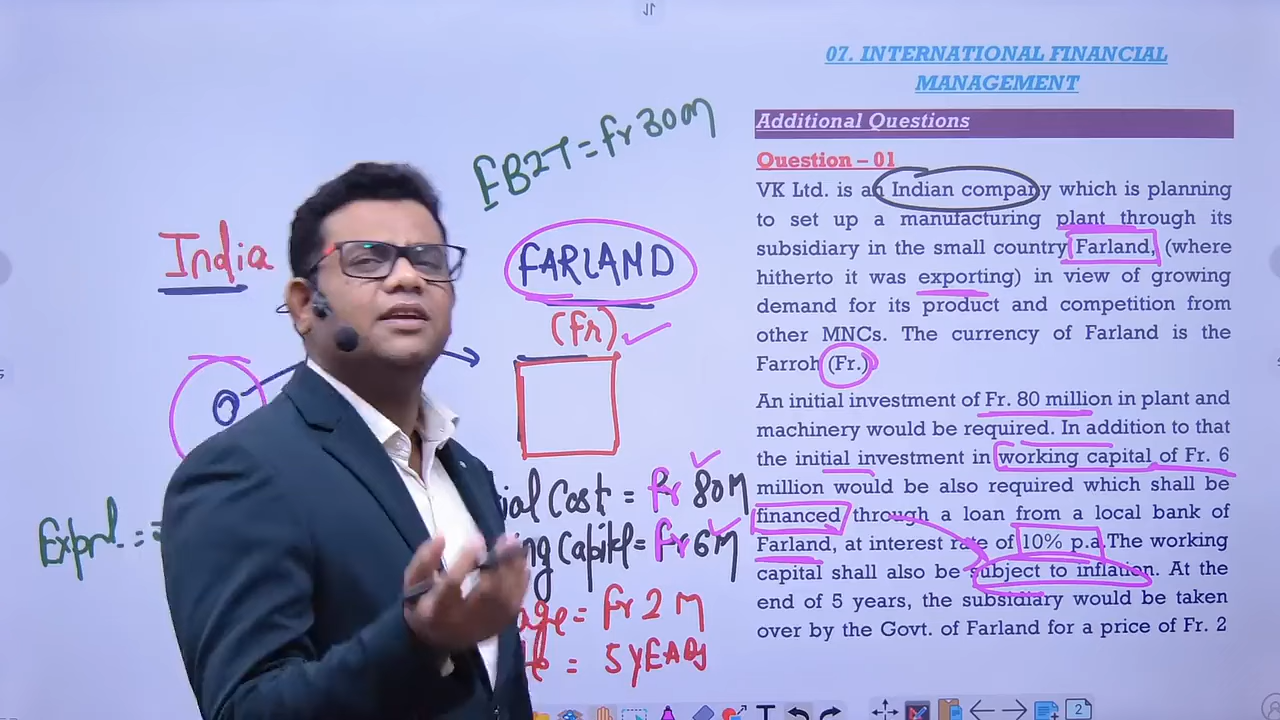 07. INTERNATIONAL FINANCIAL
MANAGEMENT
Additional Questions
Question – 01
VK Ltd. is an Indian company which is planning
to set up a manufacturing plant through its
subsidiary in the small country Farland, (where
hitherto it was exporting) in view of growing
demand for its product and competition from
other MNCs. The currency of Farland is the
Farroh (Fr.)
An initial investment of Fr. 80 million in plant and
machinery would be required. In addition to that
the initial investment in working capital of Fr. 6
million would be also required which shall be
financed through a loan from a local bank of
Farland, at interest rate of 10% p.a.The working
capital shall also be subject to inflation. At the
end of 5 years, the subsidiary would be taken
over by the Govt. of Farland for a price of Fr. 2
= Fr 30M
India
FARLAND
(Fr)
ial Cost = Fr 80M
ing Capital = Fr 6M
age = Fr 2 M
= 5 YEARS
2